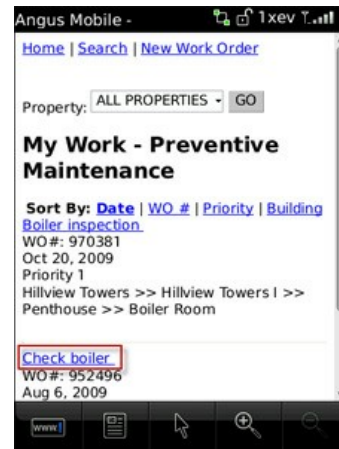 Angus Mobile - 1xev
Home | Search | New Work Order
Property: ALL PROPERTIES GO
My Work - Preventive
Maintenance
Sort By: Date | WO # | Priority | Building
Boiler inspection
WO#: 970381
Oct 20, 2009
Priority 1
Hillview Towers >> Hillview Towers I >>
Penthouse >> Boiler Room
Check boiler
WO#: 952496
Aug 6, 2009
www